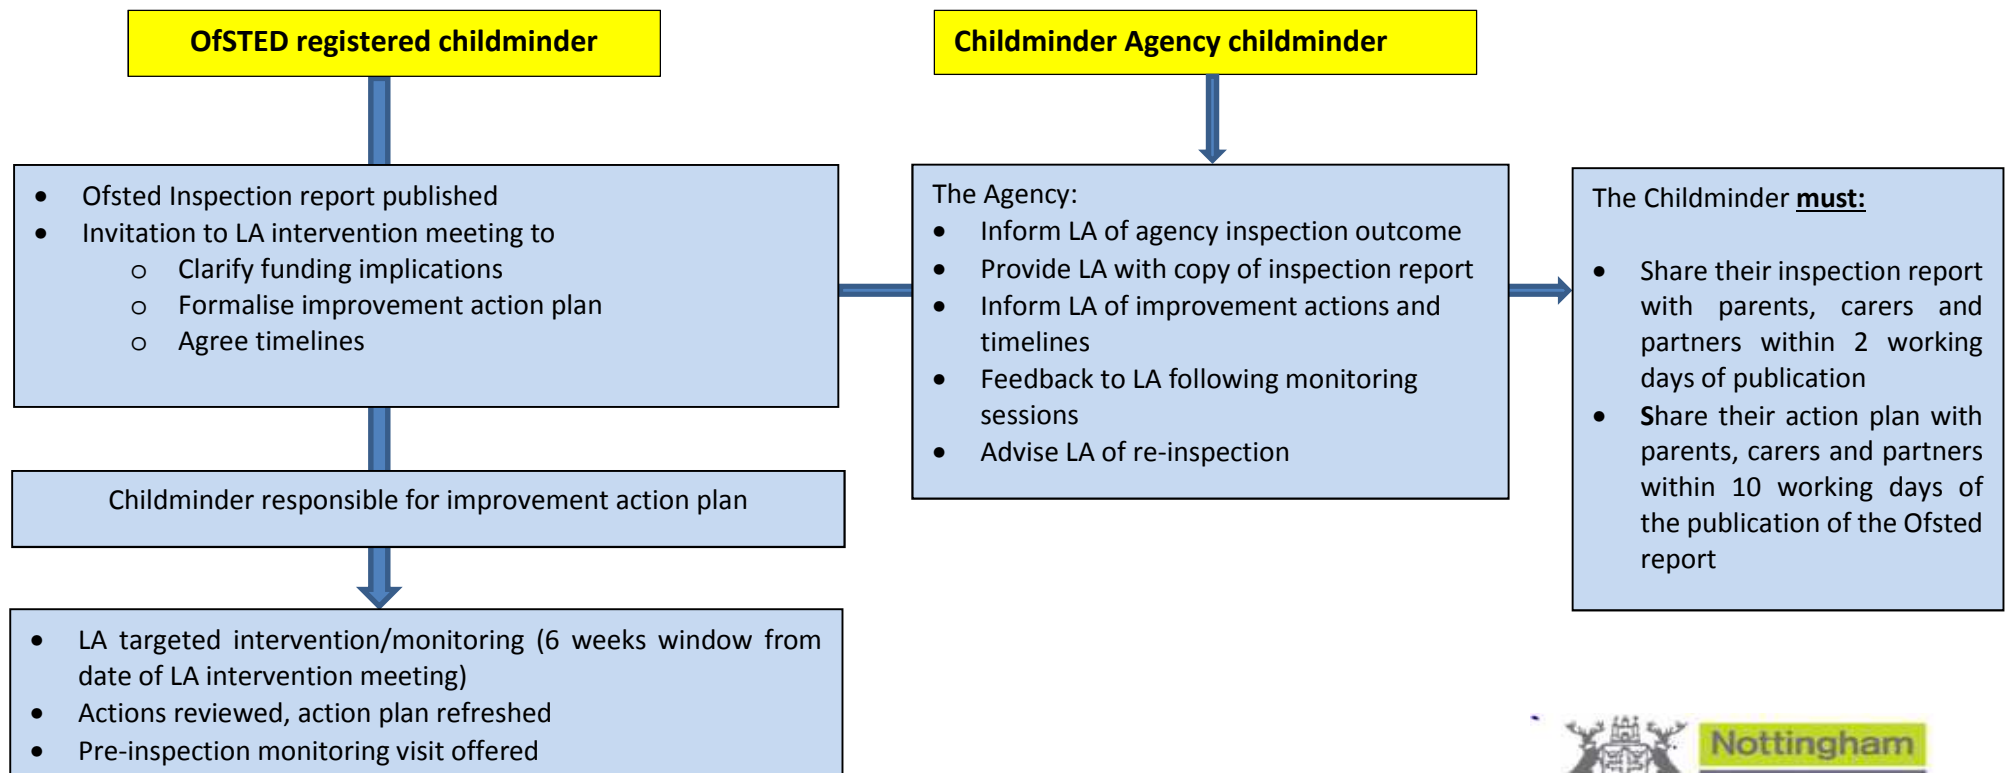 OfSTED registered childminder
Childminder Agency childminder
• Ofsted Inspection report published
• Invitation to LA intervention meeting to
o Clarify funding implications
o Formalise improvement action plan
o Agree timelines
The Agency:
• Inform LA of agency inspection outcome
• Provide LA with copy of inspection report
• Inform LA of improvement actions and
timelines
• Feedback to LA following monitoring
sessions
• Advise LA of re-inspection
The Childminder must:
• Share their inspection report
with parents, carers and
partners within 2 working
days of publication
• Share their action plan with
parents, carers and partners
within 10 working days of
the publication of the Ofsted
report
Childminder responsible for improvement action plan
• LA targeted intervention/monitoring (6 weeks window from
date of LA intervention meeting)
• Actions reviewed, action plan refreshed
• Pre-inspection monitoring visit offered
Nottingham